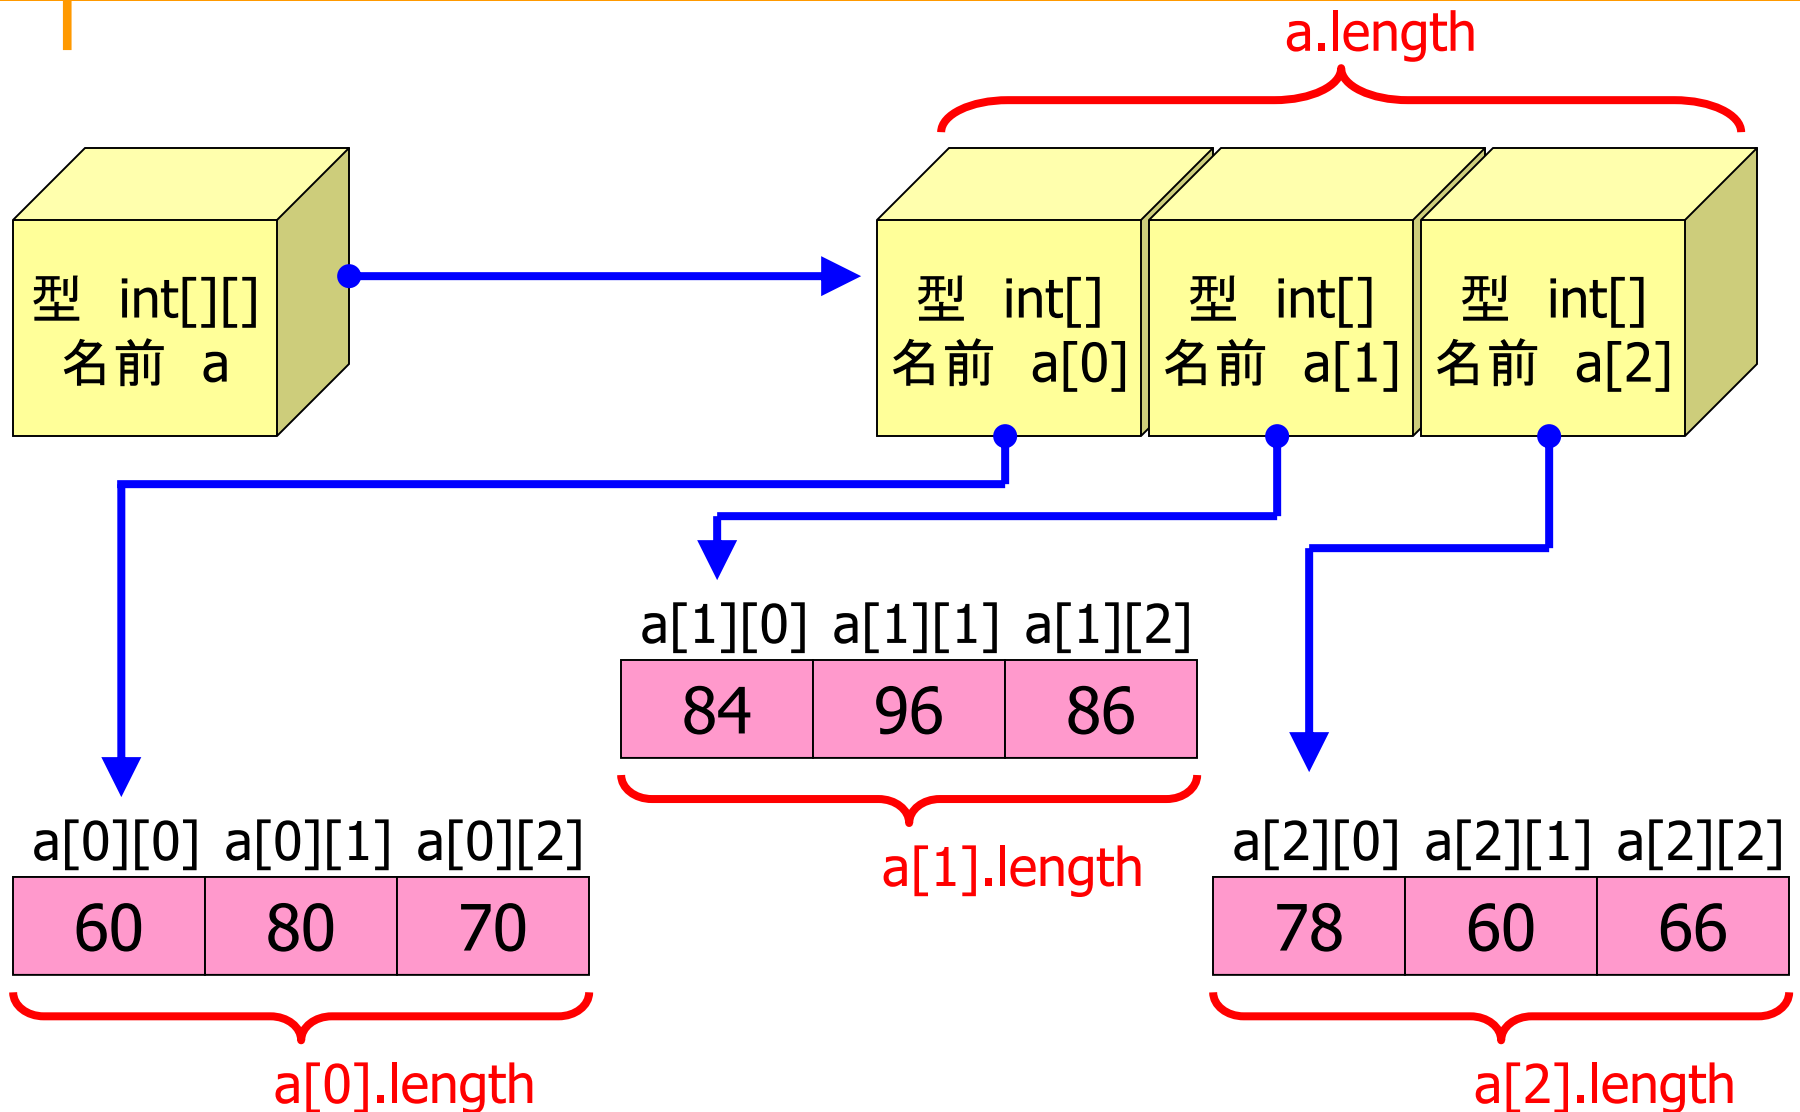 a.length
型 int[][]
名前 a
型 int[]
名前 a[0]
型 int[]
名前 a[1]
型 int[]
名前 a[2]
a[1][0] a[1][1] a[1][2]
84 96 86
a[1].length
a[0][0] a[0][1] a[0][2]
60 80 70
a[0].length
a[2][0] a[2][1] a[2][2]
78 60 66
a[2].length